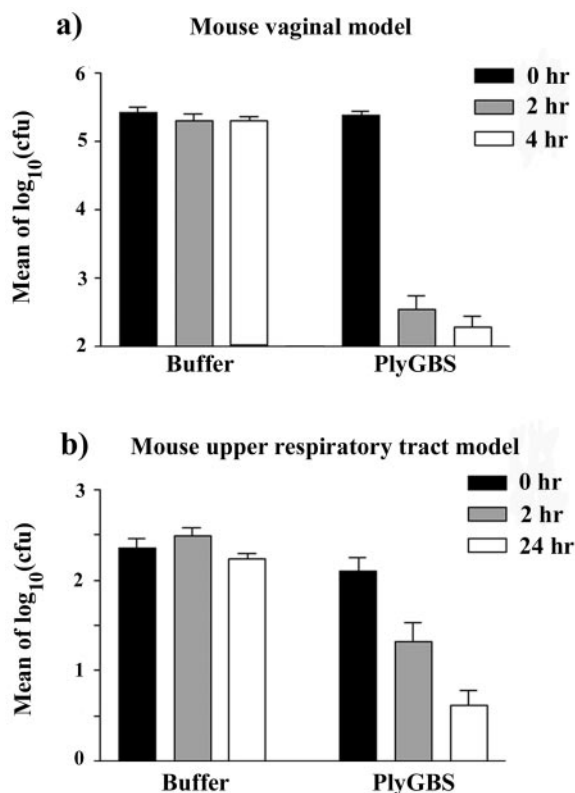 a) Mouse vaginal model
6
5
4
3
2
Mean of log10(cfu)
0 hr
2 hr
4 hr
Buffer PlyGBS
b) Mouse upper respiratory tract model
3
2
1
0
Mean of log10(cfu)
0 hr
2 hr
24 hr
Buffer PlyGBS